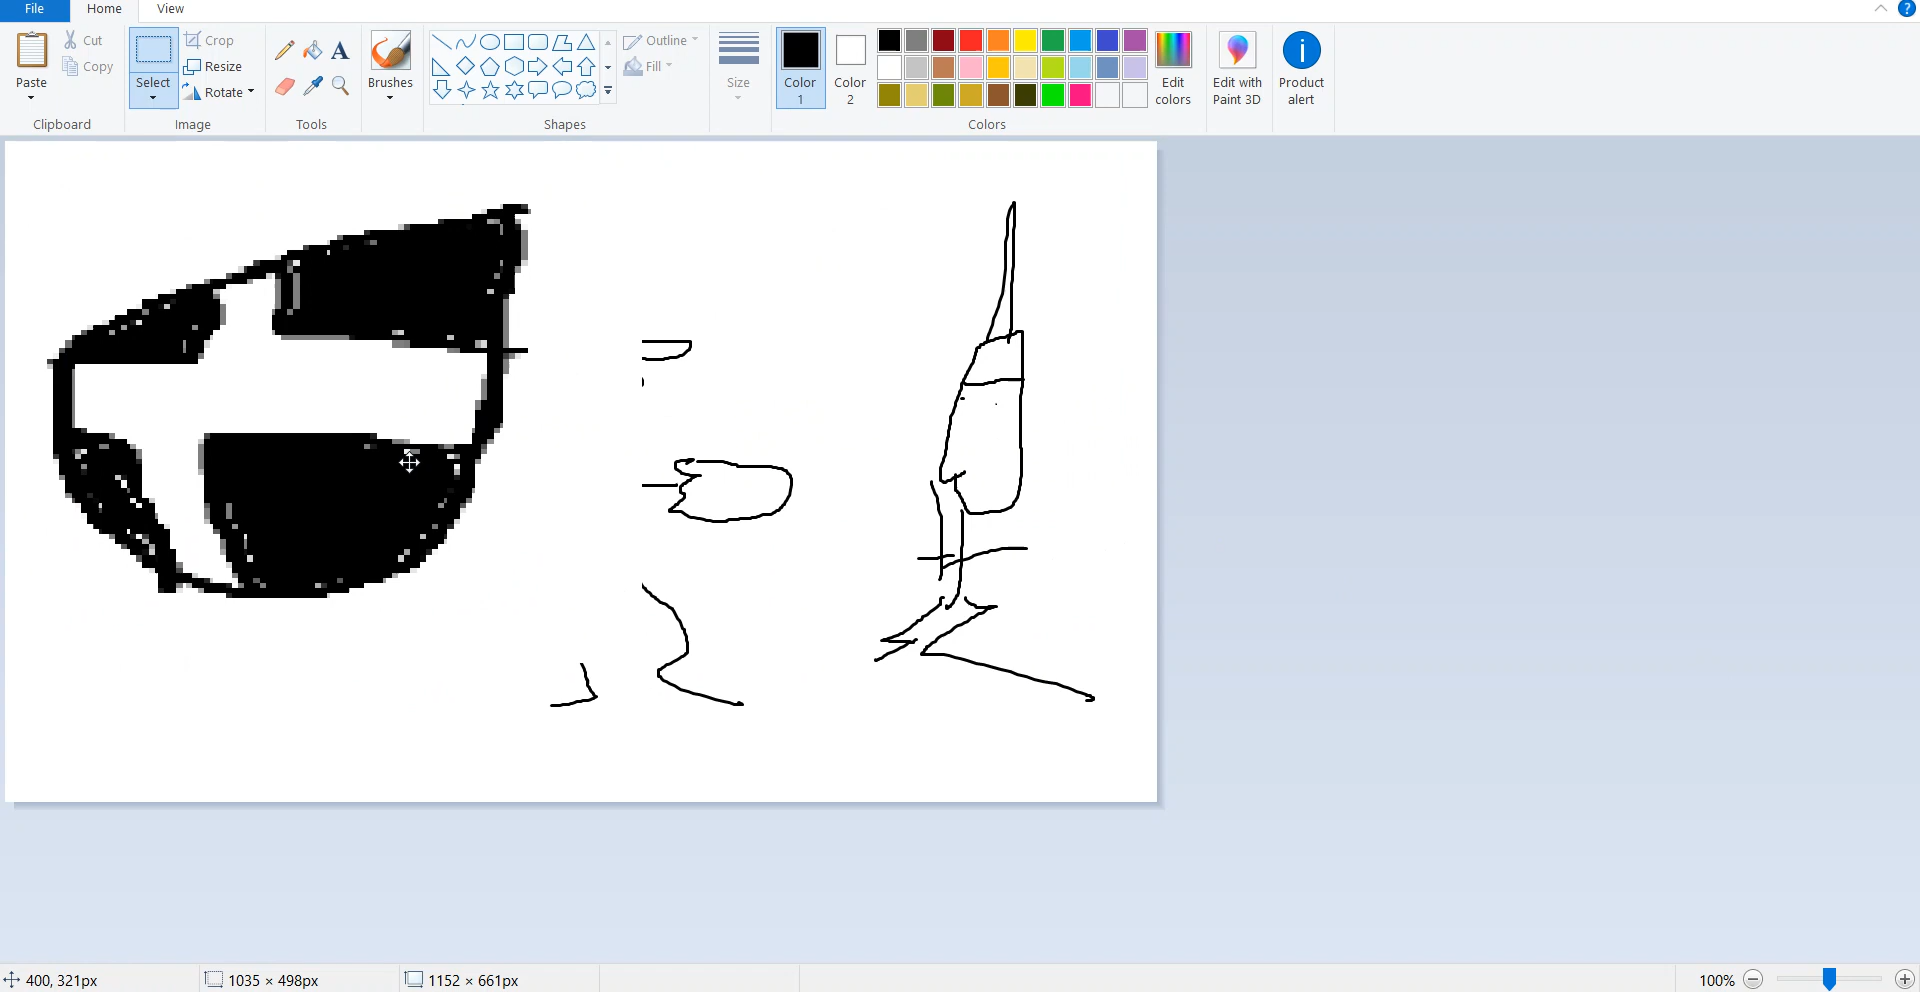 File Home View
Paste Cut Copy
Clipboard
Select Crop Resize Rotate
Image
A
Tools
Brushes
Outline Fill
Shapes
Size
Color 1 Color 2
Edit colors
Colors
Edit with Paint 3D
i
Product alert
?
400, 321px 1035 × 498px 1152 × 661px 100%